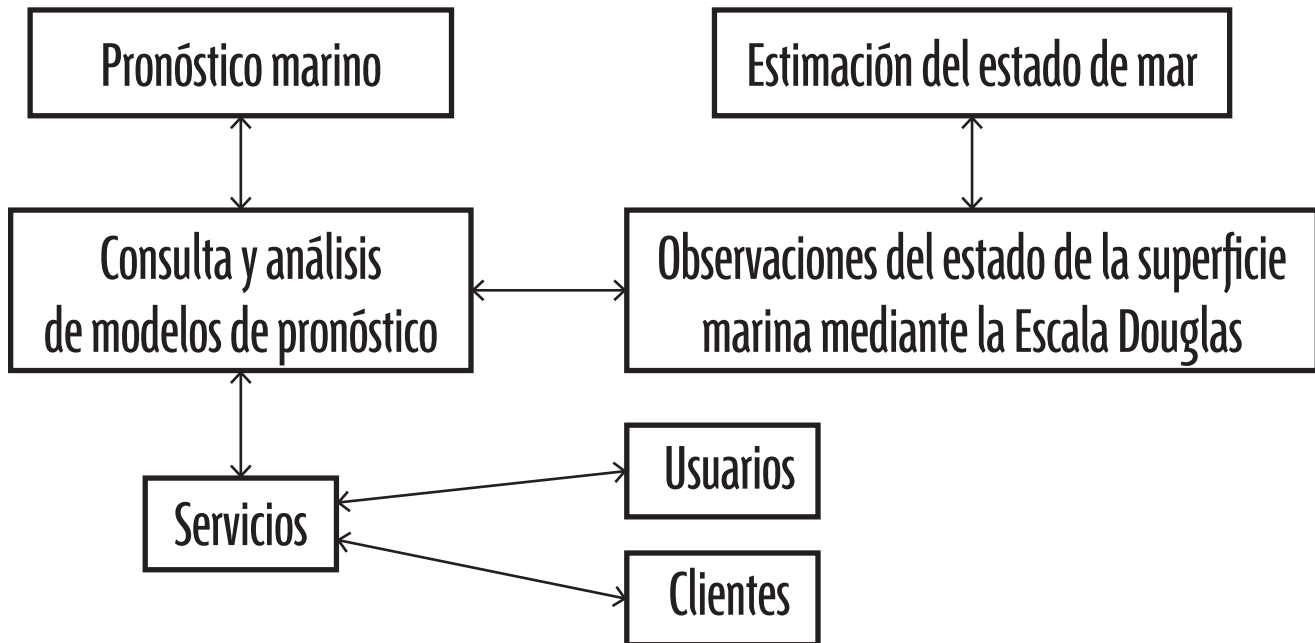 Pronóstico marino
Estimación del estado de mar
Consulta y análisis
de modelos de pronóstico
Observaciones del estado de la superficie
marina mediante la Escala Douglas
Usuarios
Servicios
Clientes